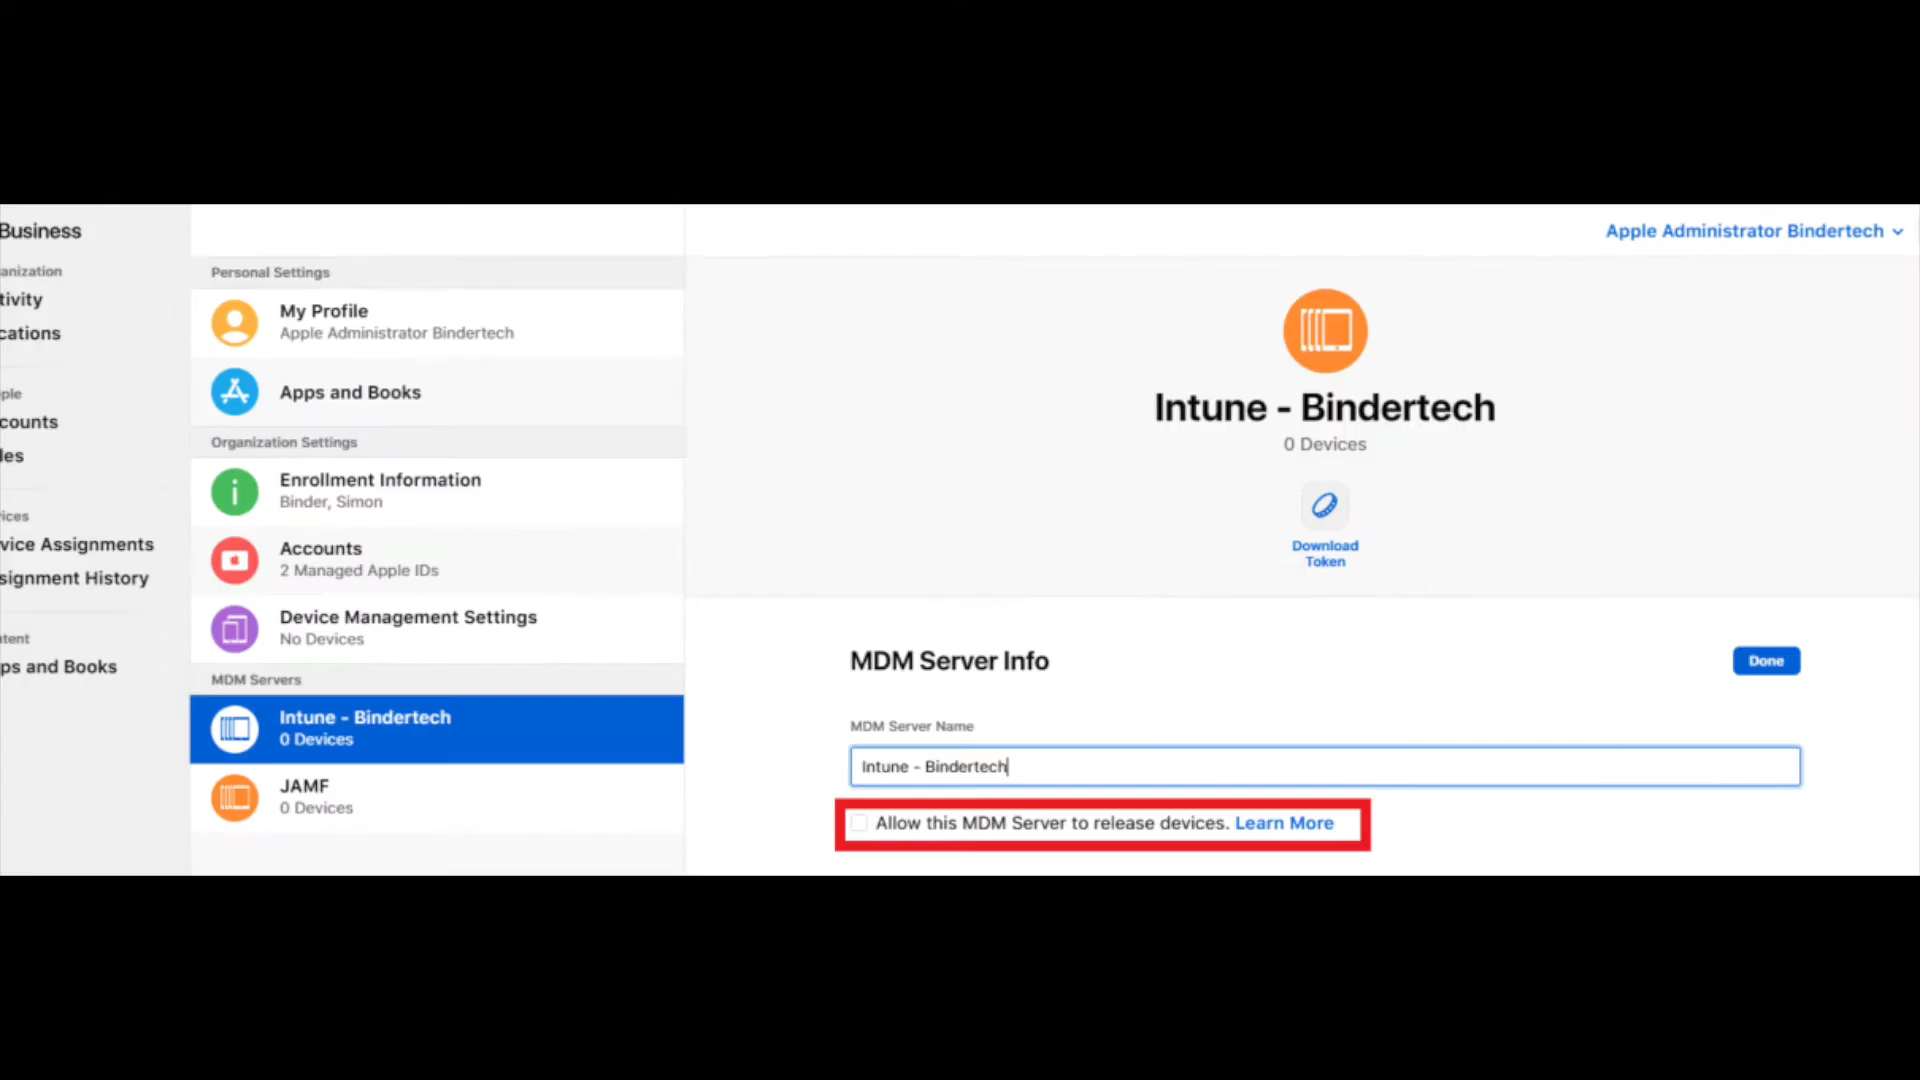 Business
Apple Administrator Bindertech
anization
tivity
cations
ple
counts
les
ices
vice Assignments
signment History
tent
ps and Books
Personal Settings
My Profile
Apple Administrator Bindertech
Apps and Books
Organization Settings
Enrollment Information
Binder, Simon
Accounts
2 Managed Apple IDs
Device Management Settings
No Devices
MDM Servers
Intune - Bindertech
0 Devices
JAMF
0 Devices
Intune - Bindertech
0 Devices
Download
Token
MDM Server Info
Done
MDM Server Name
Intune - Bindertech
Allow this MDM Server to release devices. Learn More